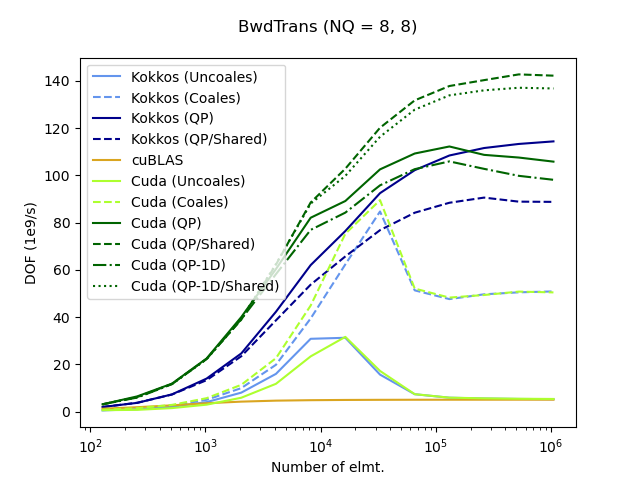 BwdTrans (NQ = 8, 8)
DOF (1e9/s)
140
120
100
80
60
40
20
0
Kokkos (Uncoales)
Kokkos (Coales)
Kokkos (QP)
Kokkos (QP/Shared)
cuBLAS
Cuda (Uncoales)
Cuda (Coales)
Cuda (QP)
Cuda (QP/Shared)
Cuda (QP-1D)
Cuda (QP-1D/Shared)
10² 10³ 10⁴ 10⁵ 10⁶
Number of elmt.